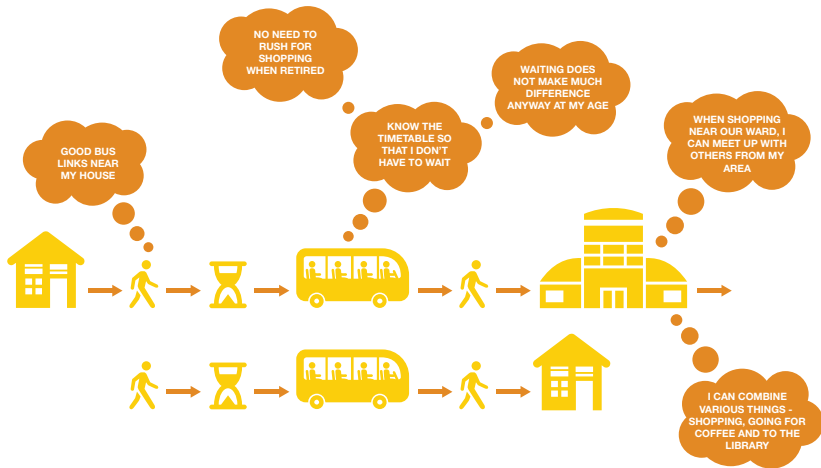 NO NEED TO
RUSH FOR
SHOPPING
WHEN RETIRED
WAITING DOES
NOT MAKE MUCH
DIFFERENCE
ANYWAY AT MY AGE
GOOD BUS
LINKS NEAR
MY HOUSE
KNOW THE
TIMETABLE SO
THAT I DON'T
HAVE TO WAIT
WHEN SHOPPING
NEAR OUR WARD, I
CAN MEET UP WITH
OTHERS FROM MY
AREA
I CAN COMBINE
VARIOUS THINGS -
SHOPPING, GOING FOR
COFFEE AND TO THE
LIBRARY